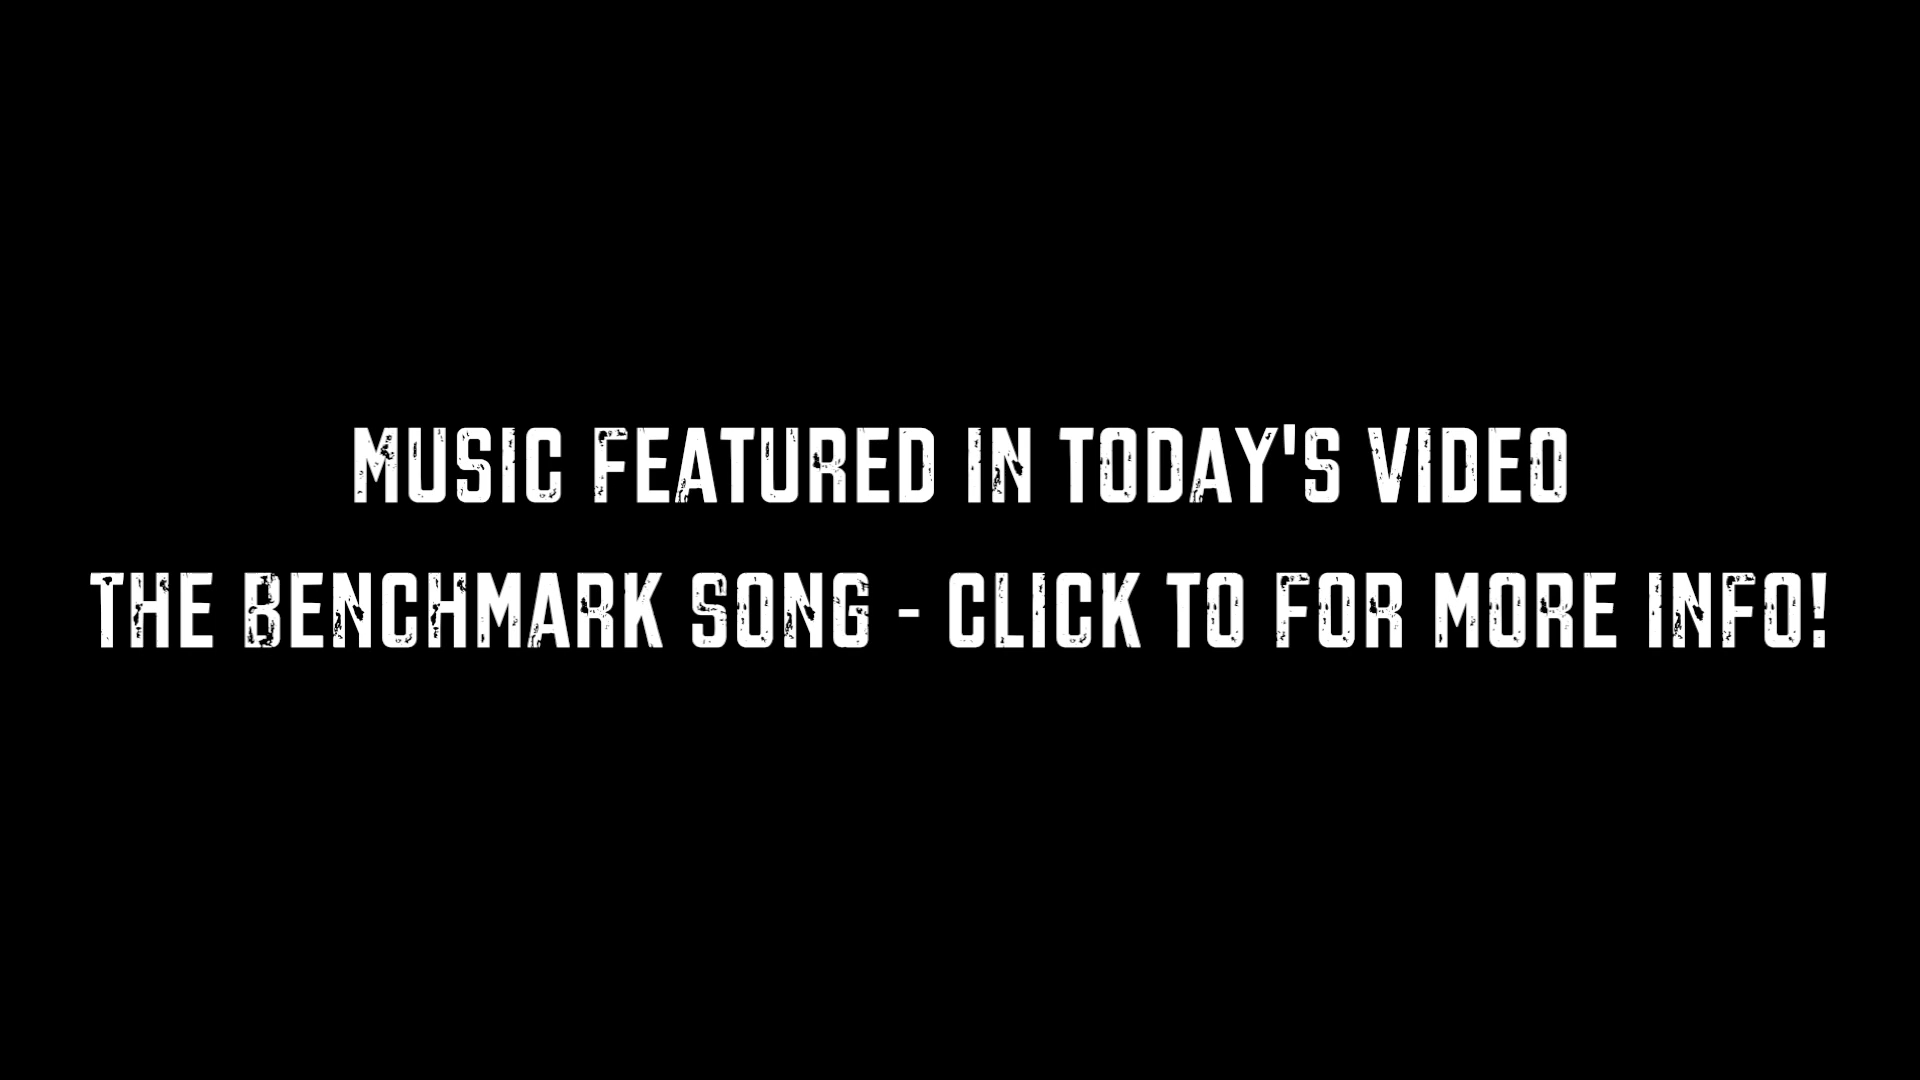 MUSIC FEATURED IN TODAY'S VIDEO
THE BENCHMARK SONG - CLICK TO FOR MORE INFO!